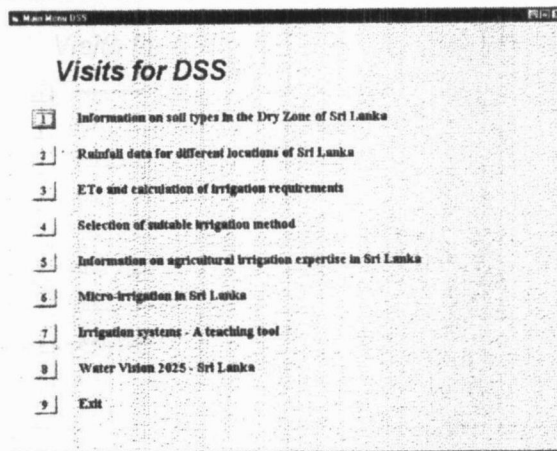 Main Menu DSS
Visits for DSS
1 Information on soil types in the Dry Zone of Sri Lanka
2 Rainfall data for different locations of Sri Lanka
3 ETo and calculation of irrigation requirements
4 Selection of suitable irrigation method
5 Information on agricultural irrigation expertise in Sri Lanka
6 Micro-irrigation in Sri Lanka
7 Irrigation systems - A teaching tool
8 Water Vision 2025 - Sri Lanka
9 Exit